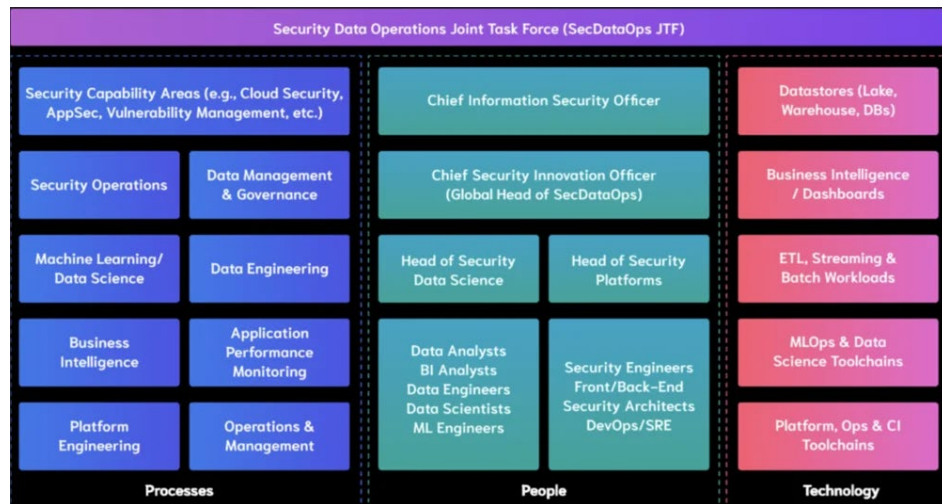 Security Data Operations Joint Task Force (SecDataOps JTF)
Security Capability Areas (e.g., Cloud Security,
AppSec, Vulnerability Management, etc.)
Security Operations
Data Management
& Governance
Machine Learning/
Data Science
Data Engineering
Business
Intelligence
Application
Performance
Monitoring
Platform
Engineering
Operations &
Management
Processes
Chief Information Security Officer
Chief Security Innovation Officer
(Global Head of SecDataOps)
Head of Security
Data Science
Head of Security
Platforms
Data Analysts
BI Analysts
Data Engineers
Data Scientists
ML Engineers
Security Engineers
Front/Back-End
Security Architects
DevOps/SRE
People
Datastores (Lake,
Warehouse, DBs)
Business Intelligence
/ Dashboards
ETL, Streaming &
Batch Workloads
MLOps & Data
Science Toolchains
Platform, Ops & CI
Toolchains
Technology